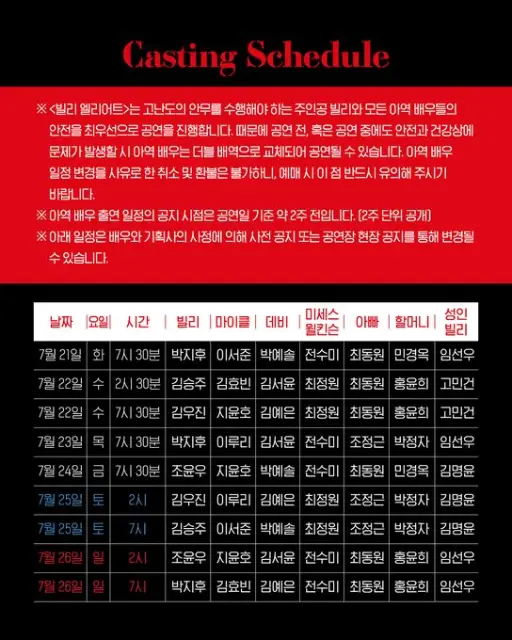 Casting Schedule
※ <빌리 엘리어트>는 고난도의 안무를 수행해야 하는 주인공 빌리와 모든 아역 배우들의
안전을 최우선으로 공연을 진행합니다. 때문에 공연 전, 혹은 공연 중에도 안전과 건강상에
문제가 발생할 시 아역 배우는 더블 배역으로 교체되어 공연될 수 있습니다. 아역 배우
일정 변경을 사유로 한 취소 및 환불은 불가하니, 예매 시 이 점 반드시 유의해 주시기
바랍니다.
※ 아역 배우 출연 일정의 공지 시점은 공연일 기준 약 2주 전입니다. (2주 단위 공개)
※ 아래 일정은 배우와 기획사의 사정에 의해 사전 공지 또는 공연장 현장 공지를 통해 변경될
수 있습니다.
날짜 요일 시간 빌리 마이클 데비 미세스 윌킨슨 아빠 할머니 성인 빌리
7월 21일 화 7시 30분 박지후 이서준 박예솔 전수미 최동원 민경옥 임선우
7월 22일 수 2시 30분 김승주 김효빈 김서윤 최정원 최동원 홍윤희 고민건
7월 22일 수 7시 30분 김우진 지윤호 김예은 최정원 최동원 홍윤희 고민건
7월 23일 목 7시 30분 박지후 이루리 김서윤 전수미 조정근 박정자 임선우
7월 24일 금 7시 30분 조윤우 지윤호 박예솔 전수미 최동원 민경옥 김명윤
7월 25일 토 2시 김우진 이루리 김예은 최정원 조정근 박정자 김명윤
7월 25일 토 7시 김승주 이서준 박예솔 최정원 조정근 박정자 김명윤
7월 26일 일 2시 조윤우 지윤호 김서윤 전수미 최동원 홍윤희 임선우
7월 26일 일 7시 박지후 김효빈 김예은 전수미 최동원 홍윤희 임선우